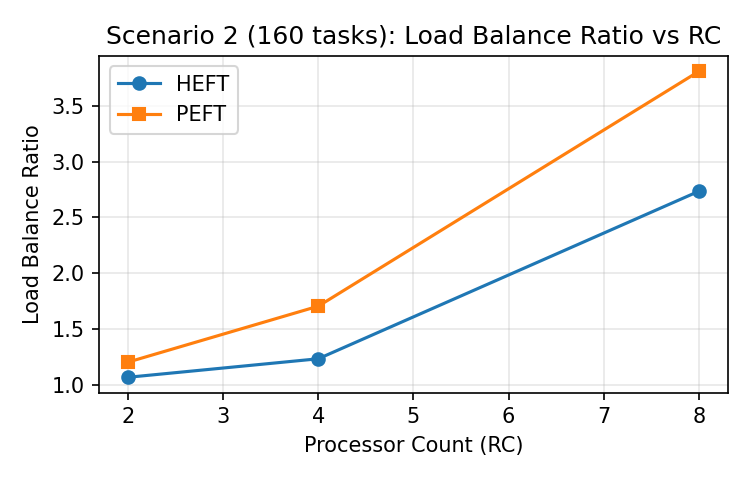 Scenario 2 (160 tasks): Load Balance Ratio vs RC
HEFT
PEFT
Load Balance Ratio
3.5
3.0
2.5
2.0
1.5
1.0
2 3 4 5 6 7 8
Processor Count (RC)